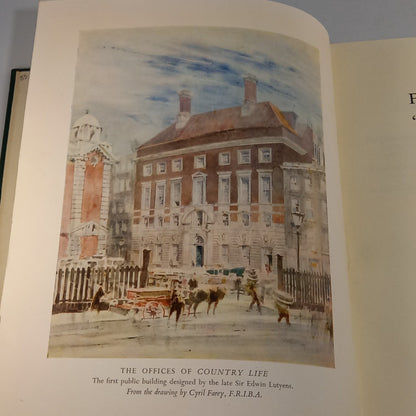 THE OFFICES OF COUNTRY LIFE
The first public building designed by the late Sir Edwin Lutyens.
From the drawing by Cyril Farey, F.R.I.B.A.
F
"